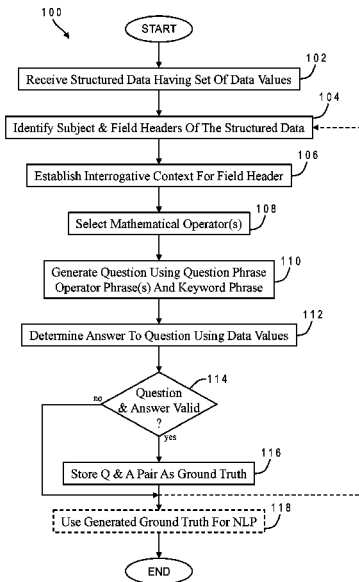 100
START
102
Receive Structured Data Having Set Of Data Values
104
Identify Subject & Field Headers Of The Structured Data
106
Establish Interrogative Context For Field Header
108
Select Mathematical Operator(s)
110
Generate Question Using Question Phrase
Operator Phrase(s) And Keyword Phrase
112
Determine Answer To Question Using Data Values
114
Question
& Answer Valid
?
no
yes
116
Store Q & A Pair As Ground Truth
Use Generated Ground Truth For NLP
118
END